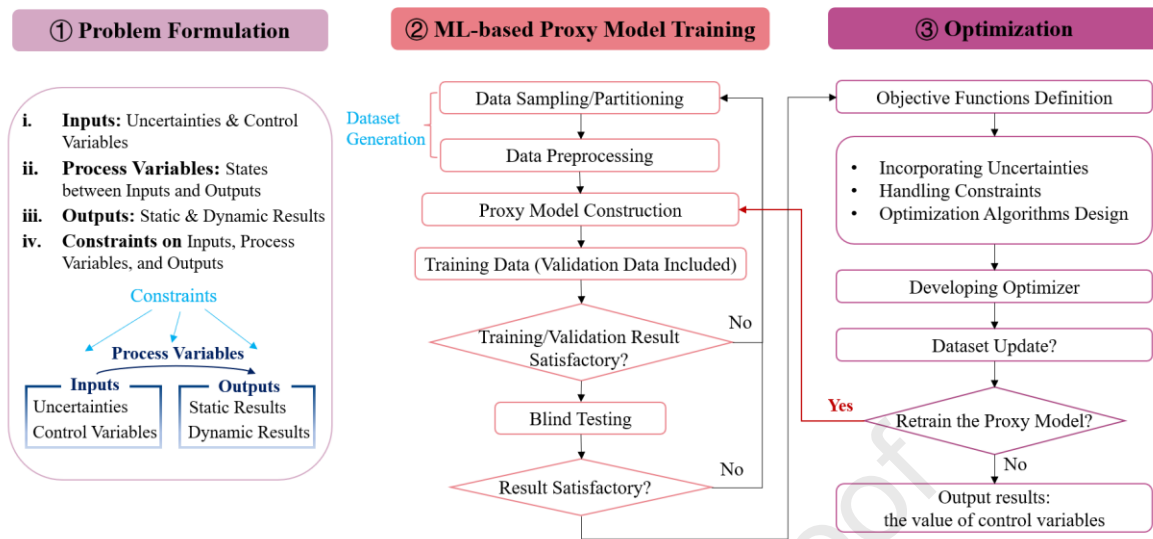 ① Problem Formulation
i. Inputs: Uncertainties & Control
Variables
ii. Process Variables: States
between Inputs and Outputs
iii. Outputs: Static & Dynamic Results
iv. Constraints on Inputs, Process
Variables, and Outputs
Constraints
Process Variables
Inputs
Uncertainties
Control Variables
Outputs
Static Results
Dynamic Results
② ML-based Proxy Model Training
Dataset
Generation
Data Sampling/Partitioning
Data Preprocessing
Proxy Model Construction
Training Data (Validation Data Included)
Training/Validation Result
Satisfactory?
No
Blind Testing
Result Satisfactory?
No
③ Optimization
Objective Functions Definition
• Incorporating Uncertainties
• Handling Constraints
• Optimization Algorithms Design
Developing Optimizer
Dataset Update?
Retrain the Proxy Model?
Yes
No
Output results:
the value of control variables